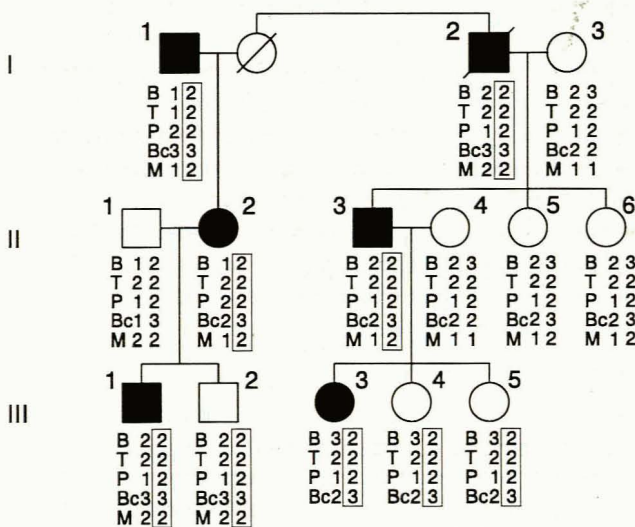 1 2 3
I
B 1 2 B 2 2 B 2 3
T 1 2 T 2 2 T 2 2
P 2 2 P 1 2 P 1 2
Bc3 3 Bc3 3 Bc2 2
M 1 2 M 2 2 M 1 1
1 2 3 4 5 6
II
B 1 2 B 1 2 B 2 2 B 2 3 B 2 3 B 2 3
T 2 2 T 2 2 T 2 2 T 2 2 T 2 2 T 2 2
P 1 2 P 2 2 P 1 2 P 1 2 P 1 2 P 1 2
Bc1 3 Bc2 3 Bc2 3 Bc2 2 Bc2 3 Bc2 3
M 2 2 M 1 2 M 1 2 M 1 1 M 1 2 M 1 2
1 2 3 4 5
III
B 2 2 B 2 2 B 3 2 B 3 2 B 3 2
T 2 2 T 2 2 T 2 2 T 2 2 T 2 2
P 1 2 P 1 2 P 1 2 P 1 2 P 1 2
Bc3 3 Bc3 3 Bc2 3 Bc2 3 Bc2 3
M 2 2 M 2 2